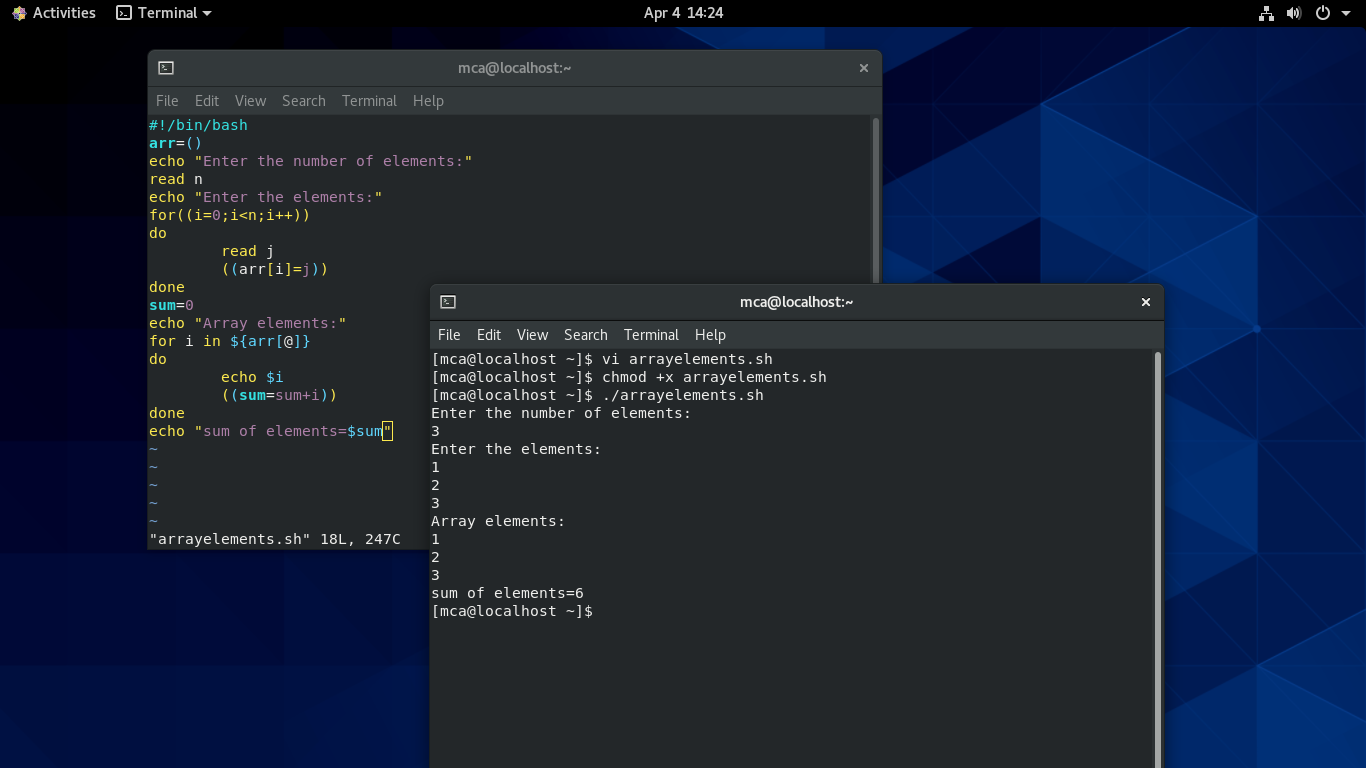 Activities Terminal Apr 4 14:24
mca@localhost:~
File Edit View Search Terminal Help
#!/bin/bash
arr=()
echo "Enter the number of elements:"
read n
echo "Enter the elements:"
for((i=0;i<n;i++))
do
        read j
        ((arr[i]=j))
done
sum=0
echo "Array elements:"
for i in ${arr[@]}
do
        echo $i
        ((sum=sum+i))
done
echo "sum of elements=$sum"
~
~
~
~
~
"arrayelements.sh" 18L, 247C
mca@localhost:~
File Edit View Search Terminal Help
[mca@localhost ~]$ vi arrayelements.sh
[mca@localhost ~]$ chmod +x arrayelements.sh
[mca@localhost ~]$ ./arrayelements.sh
Enter the number of elements:
3
Enter the elements:
1
2
3
Array elements:
1
2
3
sum of elements=6
[mca@localhost ~]$